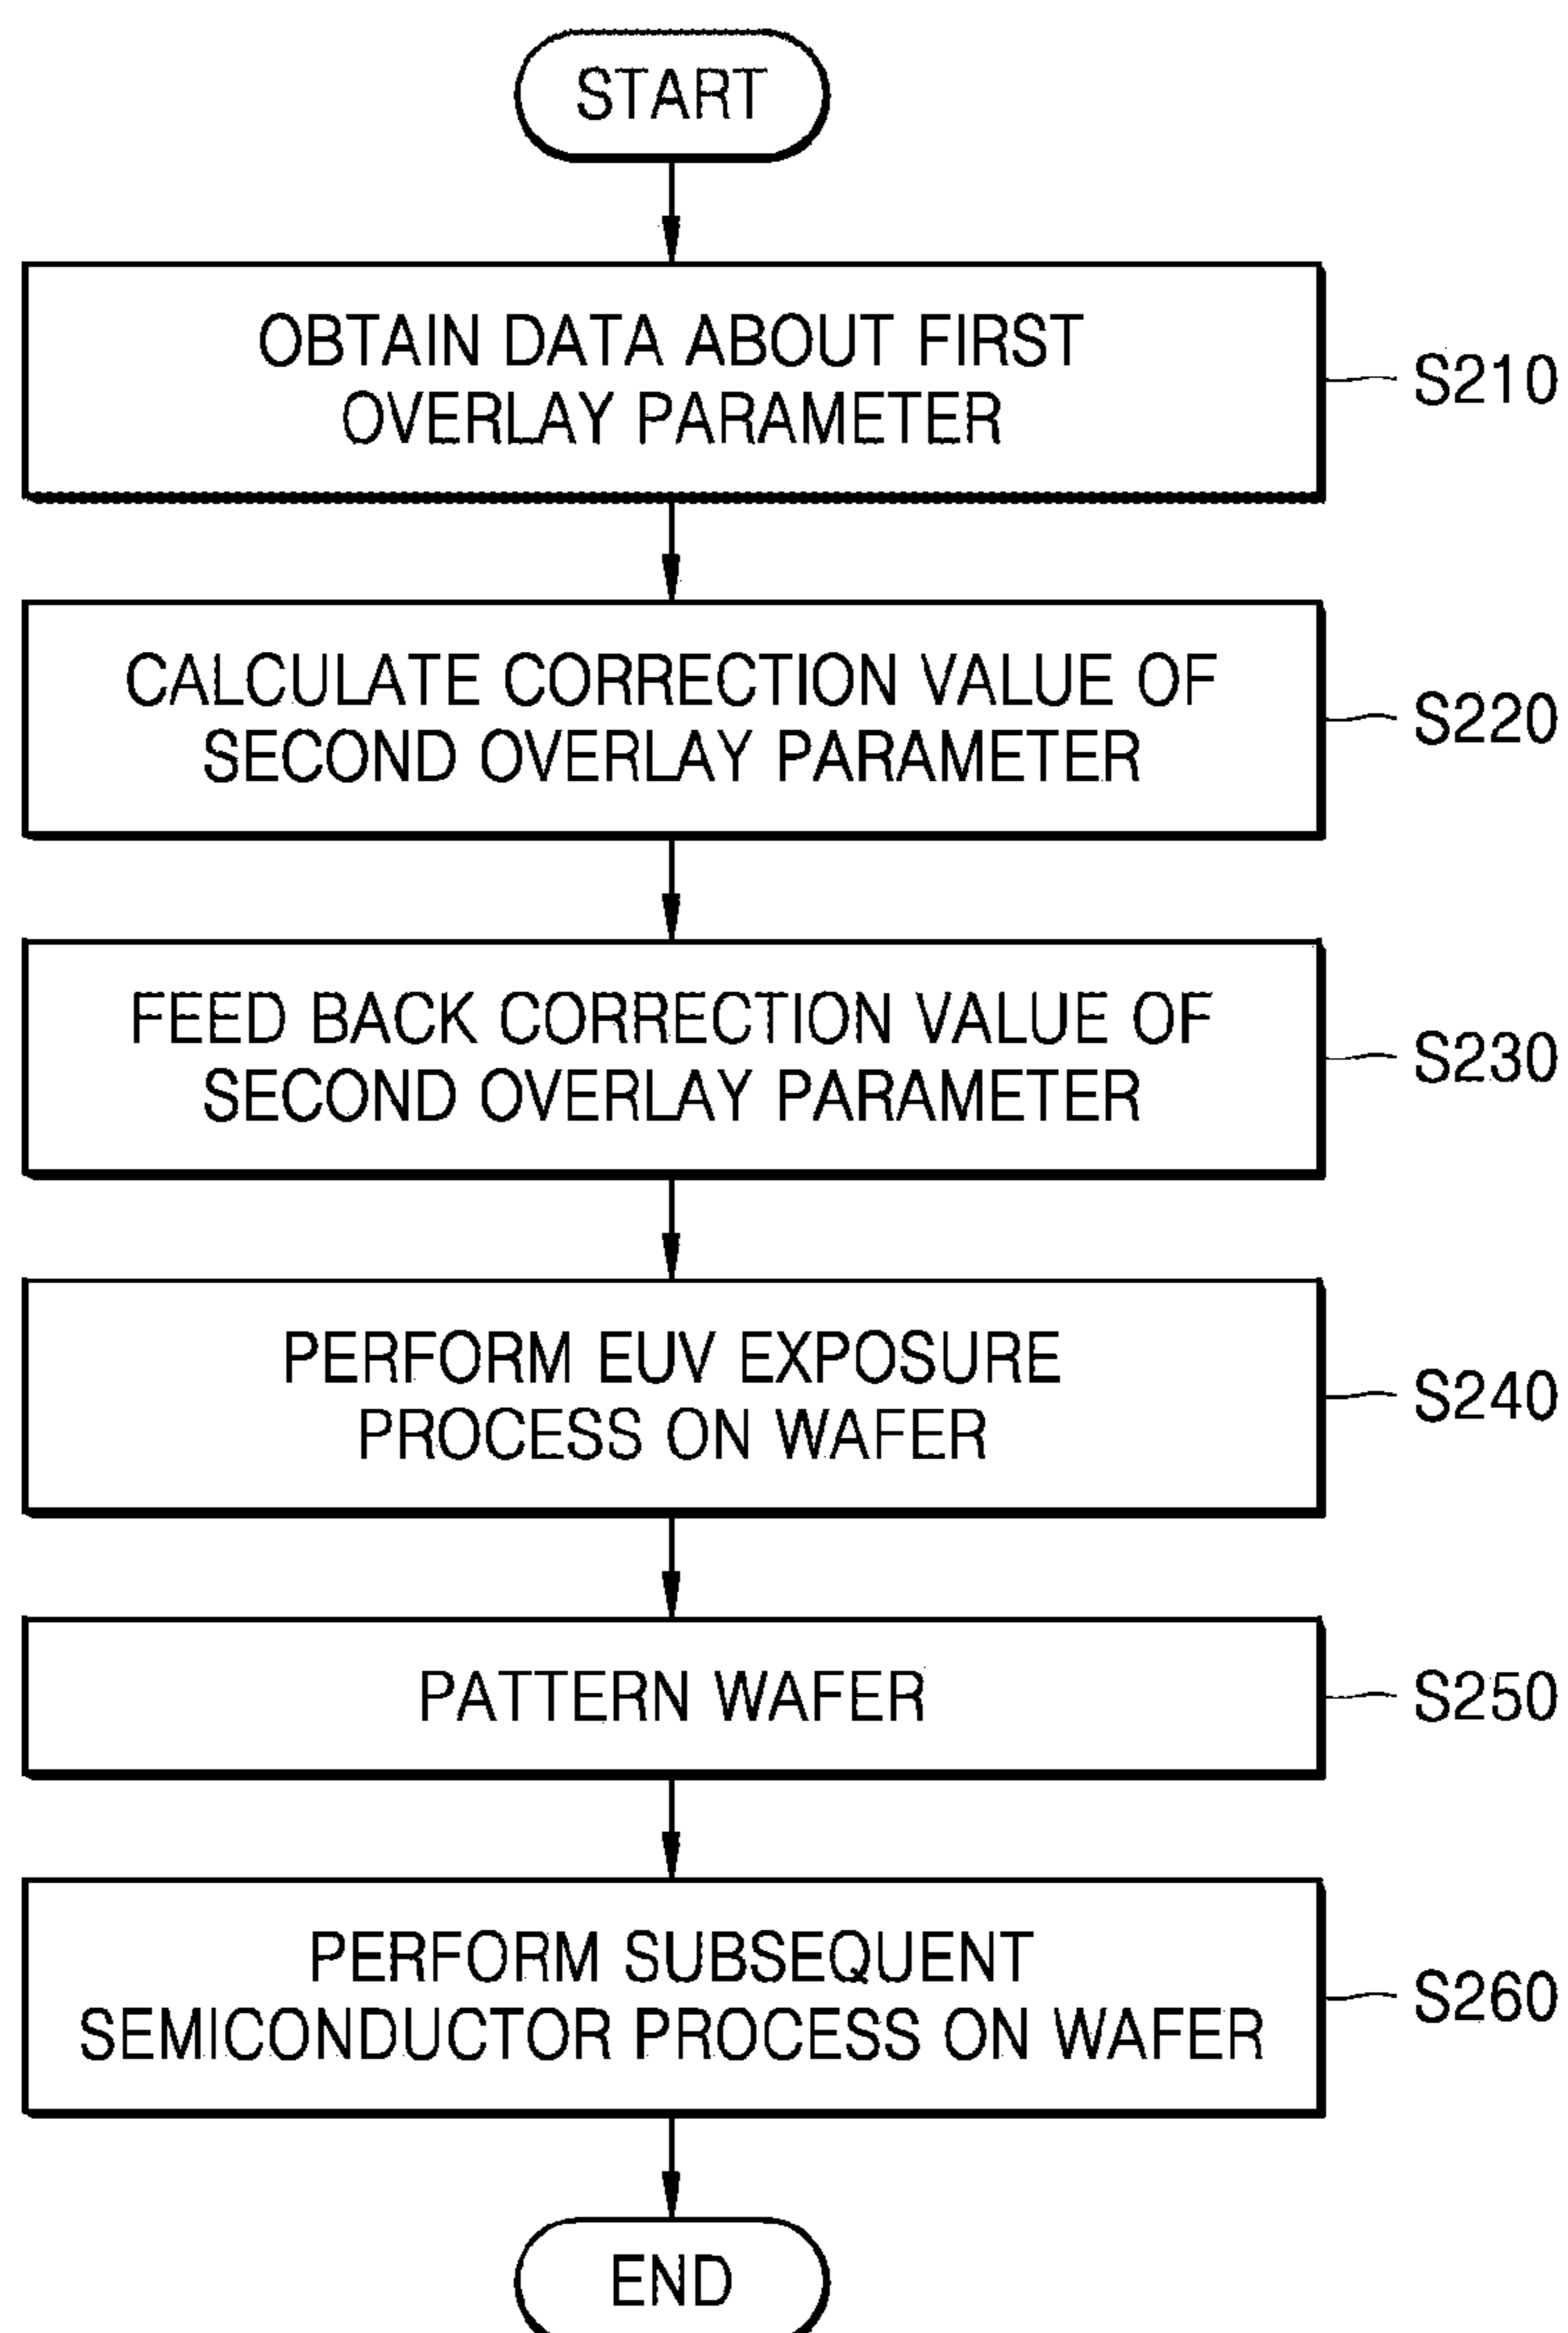 START
OBTAIN DATA ABOUT FIRST
OVERLAY PARAMETER
S210
CALCULATE CORRECTION VALUE OF
SECOND OVERLAY PARAMETER
S220
FEED BACK CORRECTION VALUE OF
SECOND OVERLAY PARAMETER
S230
PERFORM EUV EXPOSURE
PROCESS ON WAFER
S240
PATTERN WAFER
S250
PERFORM SUBSEQUENT
SEMICONDUCTOR PROCESS ON WAFER
S260
END